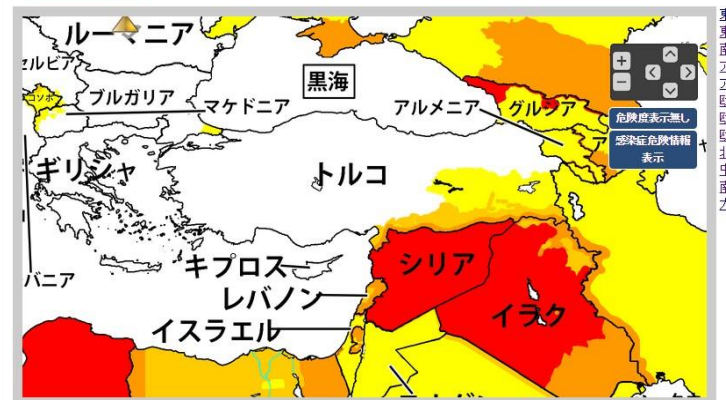 ルーマニア
セルビア
黒海
コソボ
ブルガリア
マケドニア
アルメニア
グルジア
危険度表示無し
感染症危険情報
表示
ギリシャ
トルコ
バニア
キプロス
シリア
レバノン
イラク
イスラエル